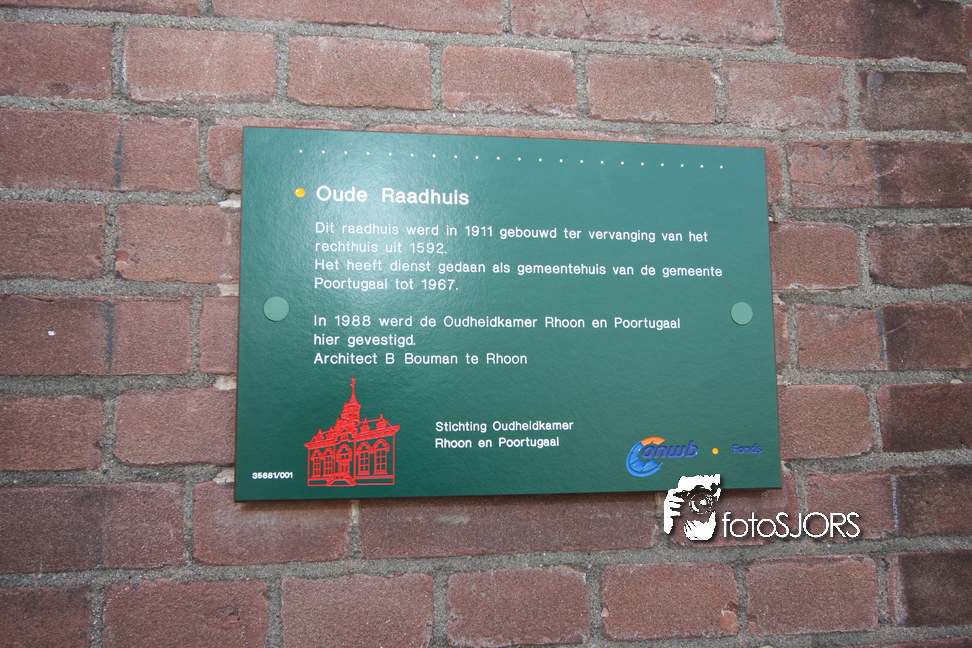 Oude Raadhuis
Dit raadhuis werd in 1911 gebouwd ter vervanging van het
rechthuis uit 1592.
Het heeft dienst gedaan als gemeentehuis van de gemeente
Poortugaal tot 1967.
In 1988 werd de Oudheidkamer Rhoon en Poortugaal
hier gevestigd.
Architect B Bouman te Rhoon
Stichting Oudheidkamer
Rhoon en Poortugaal
35681/001
anwb • Fonds
fotoSJORS